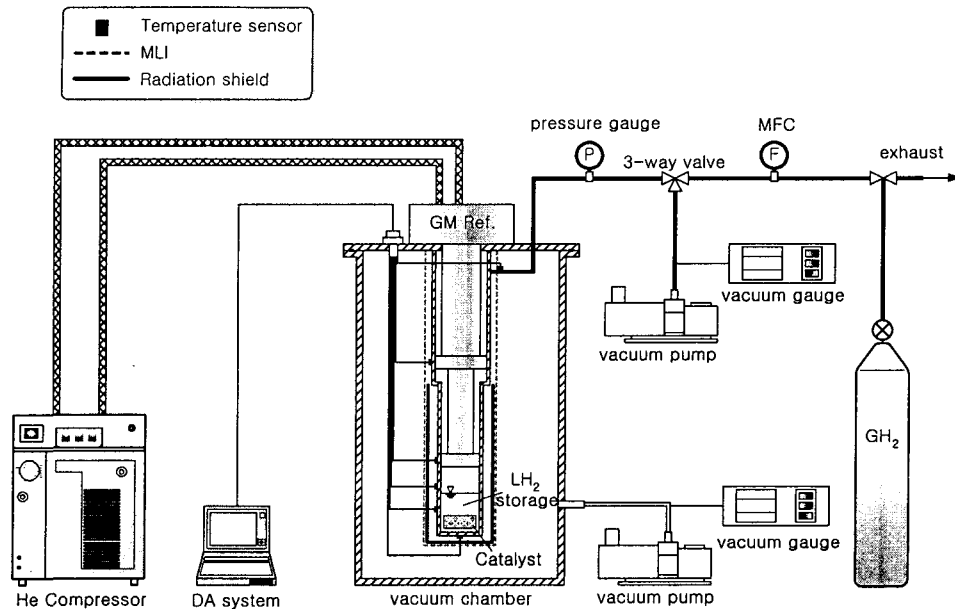 Temperature sensor
MLI
Radiation shield
pressure gauge
MFC
P
F
3-way valve
exhaust
GM Ref.
vacuum gauge
vacuum pump
GH₂
LH₂
storage
Catalyst
vacuum gauge
He Compressor
DA system
vacuum chamber
vacuum pump